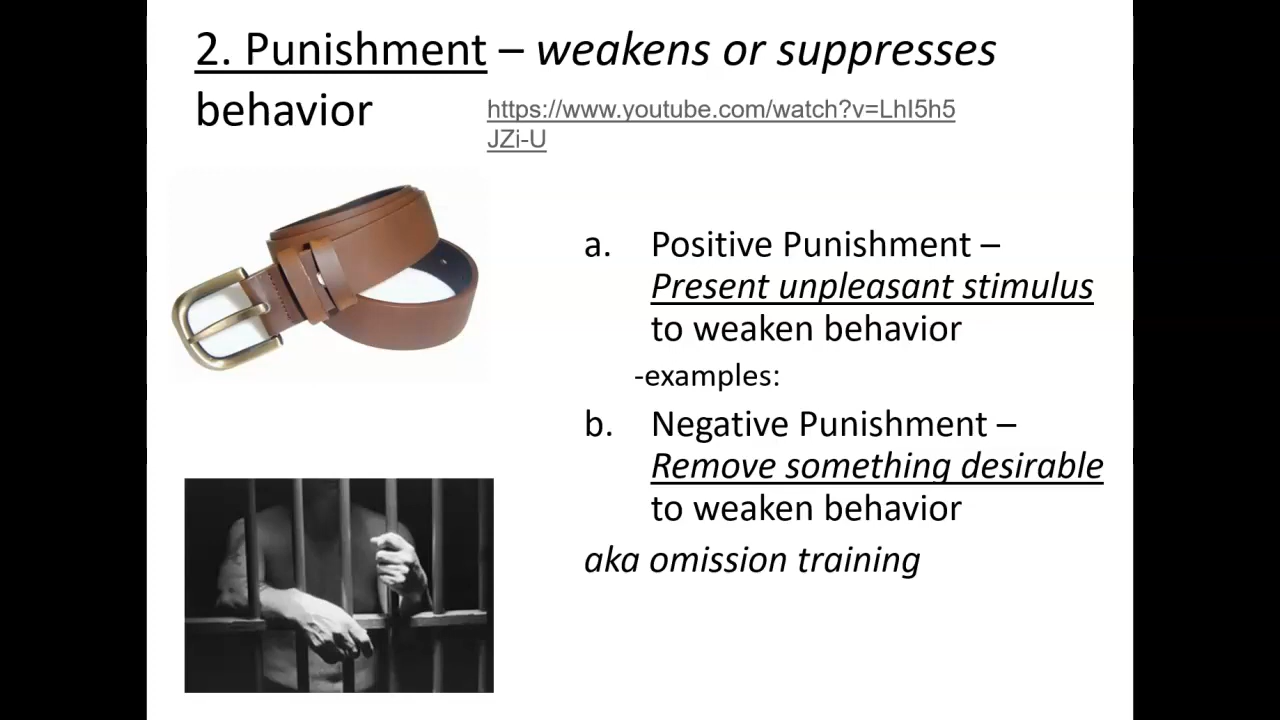 2. Punishment – weakens or suppresses
behavior
https://www.youtube.com/watch?v=LhI5h5
JZi-U
a. Positive Punishment –
Present unpleasant stimulus
to weaken behavior
-examples:
b. Negative Punishment –
Remove something desirable
to weaken behavior
aka omission training